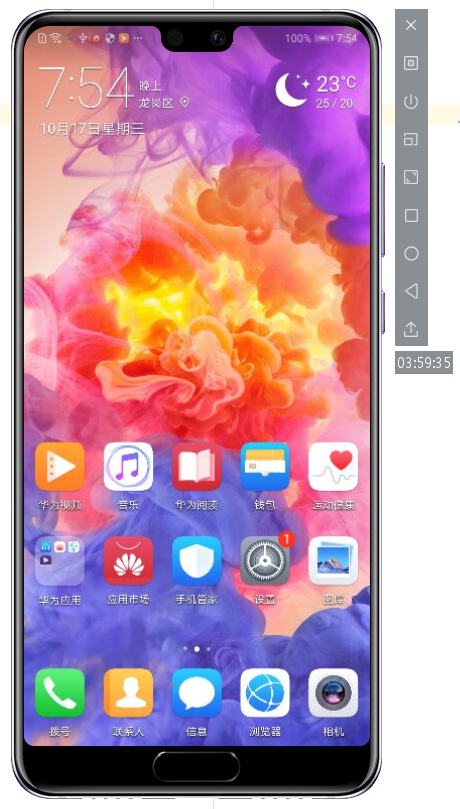 100% 7:54
7:54 晚上
龙岗区
23°C
25 / 20
10月17日星期三
03:59:35
华为视频 音乐 华为阅读 钱包 运动健康
1
华为应用 应用市场 手机管家 设置 图库
拨号 联系人 信息 浏览器 相机